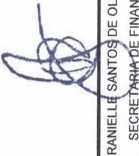 RANIELLE SANTOS DE OL
SECRETARIA DE FINAN